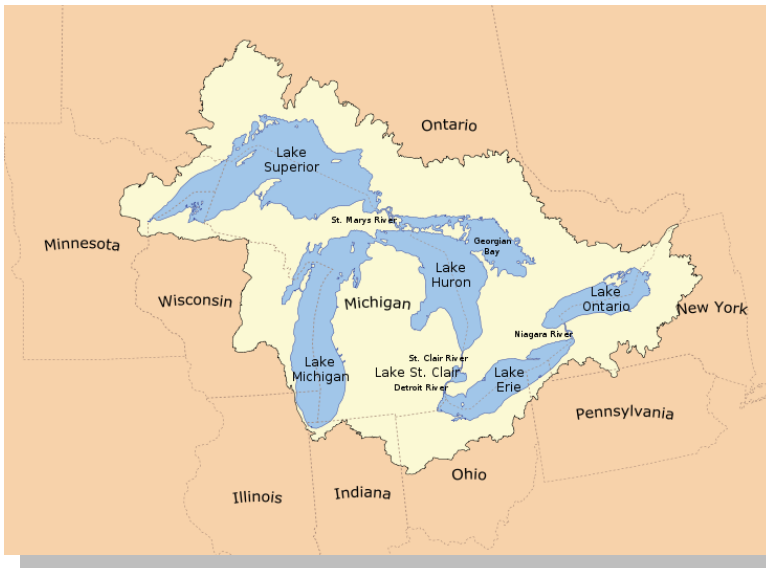 Ontario
Lake
Superior
St. Marys River
Georgian
Bay
Minnesota
Lake
Huron
Wisconsin
Michigan
Lake
Ontario
New York
Niagara River
St. Clair River
Lake
Michigan
Lake St. Clair
Lake
Erie
Detroit River
Pennsylvania
Ohio
Illinois
Indiana